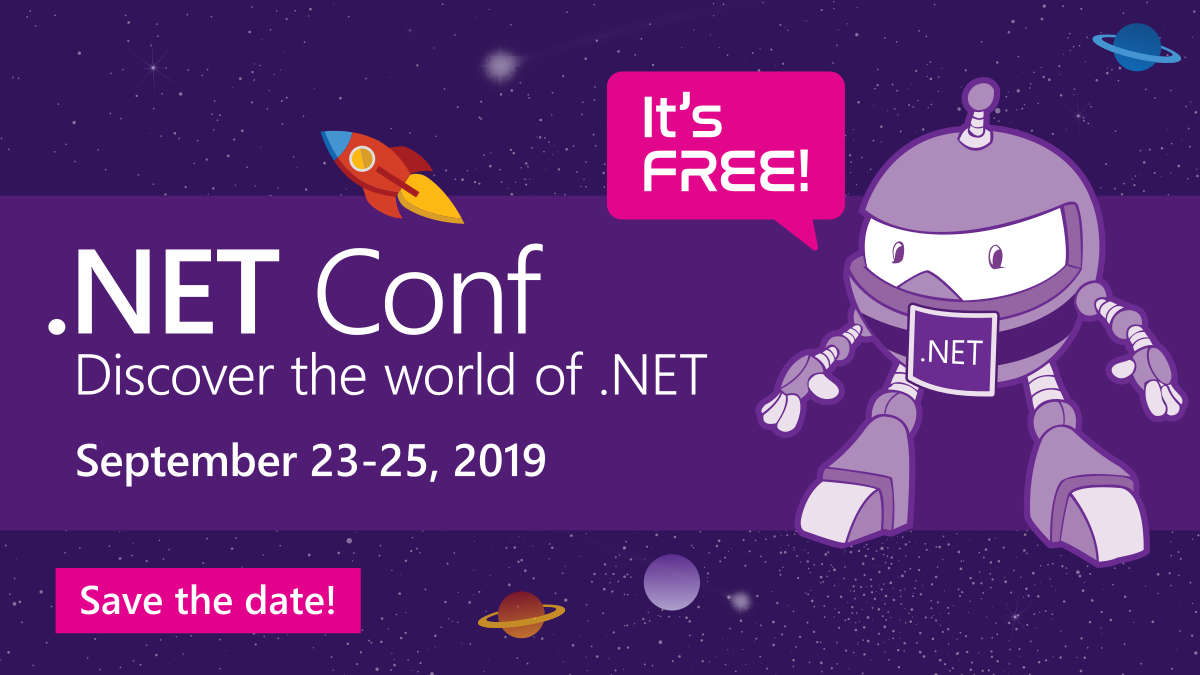 It's
FREE!
.NET Conf
Discover the world of .NET
.NET
September 23-25, 2019
Save the date!